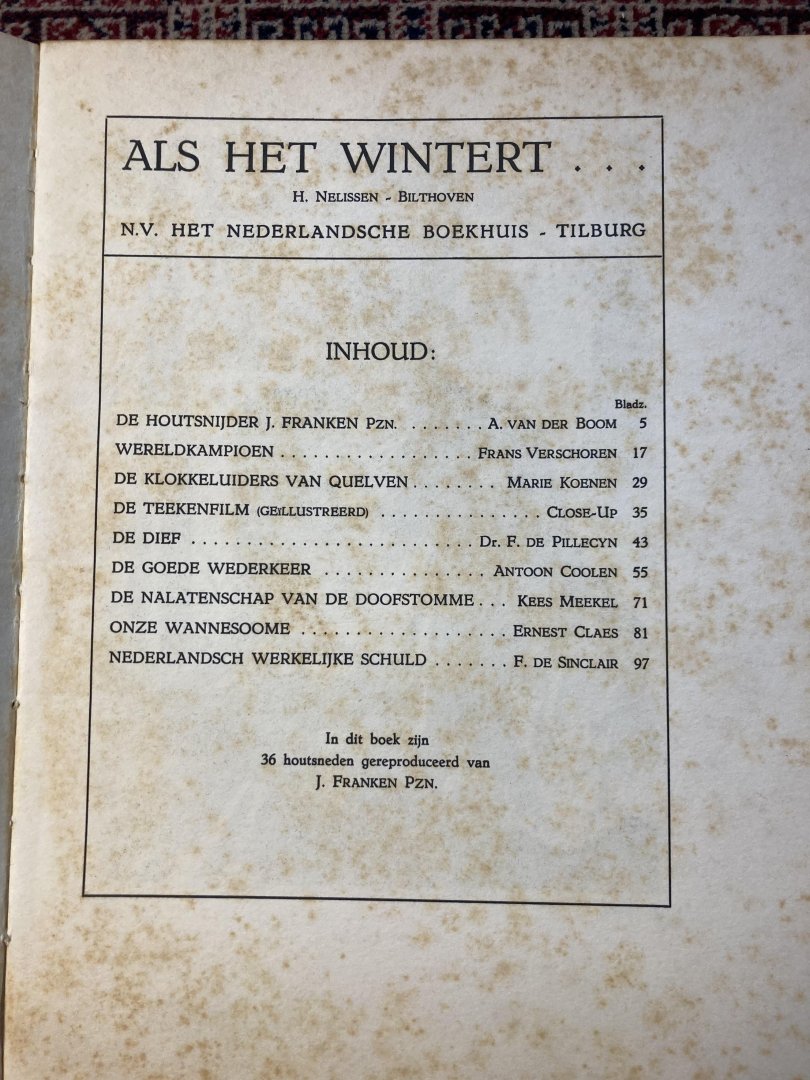 ALS HET WINTERT . . .
H. NELISSEN - BILTHOVEN
N.V. HET NEDERLANDSCHE BOEKHUIS - TILBURG
INHOUD:
Bladz.
DE HOUTSNIJDER J. FRANKEN PZN. . . . . . . . A. VAN DER BOOM 5
WERELDKAMPIOEN . . . . . . . . . . . . . . . . . . FRANS VERSCHOREN 17
DE KLOKKELUIDERS VAN QUELVEN . . . . . . . . MARIE KOENEN 29
DE TEEKENFILM (GEÏLLUSTREERD) . . . . . . . . . . . . . . . CLOSE-UP 35
DE DIEF . . . . . . . . . . . . . . . . . . . . . . . . . . DR. F. DE PILLECYN 43
DE GOEDE WEDERKEER . . . . . . . . . . . . . . . ANTOON COOLEN 55
DE NALATENSCHAP VAN DE DOOFSTOMME . . . KEES MEEKEL 71
ONZE WANNESOOME . . . . . . . . . . . . . . . . . . . ERNEST CLAES 81
NEDERLANDSCH WERKELIJKE SCHULD . . . . . . . F. DE SINCLAIR 97
In dit boek zijn
36 houtsneden gereproduceerd van
J. FRANKEN PZN.